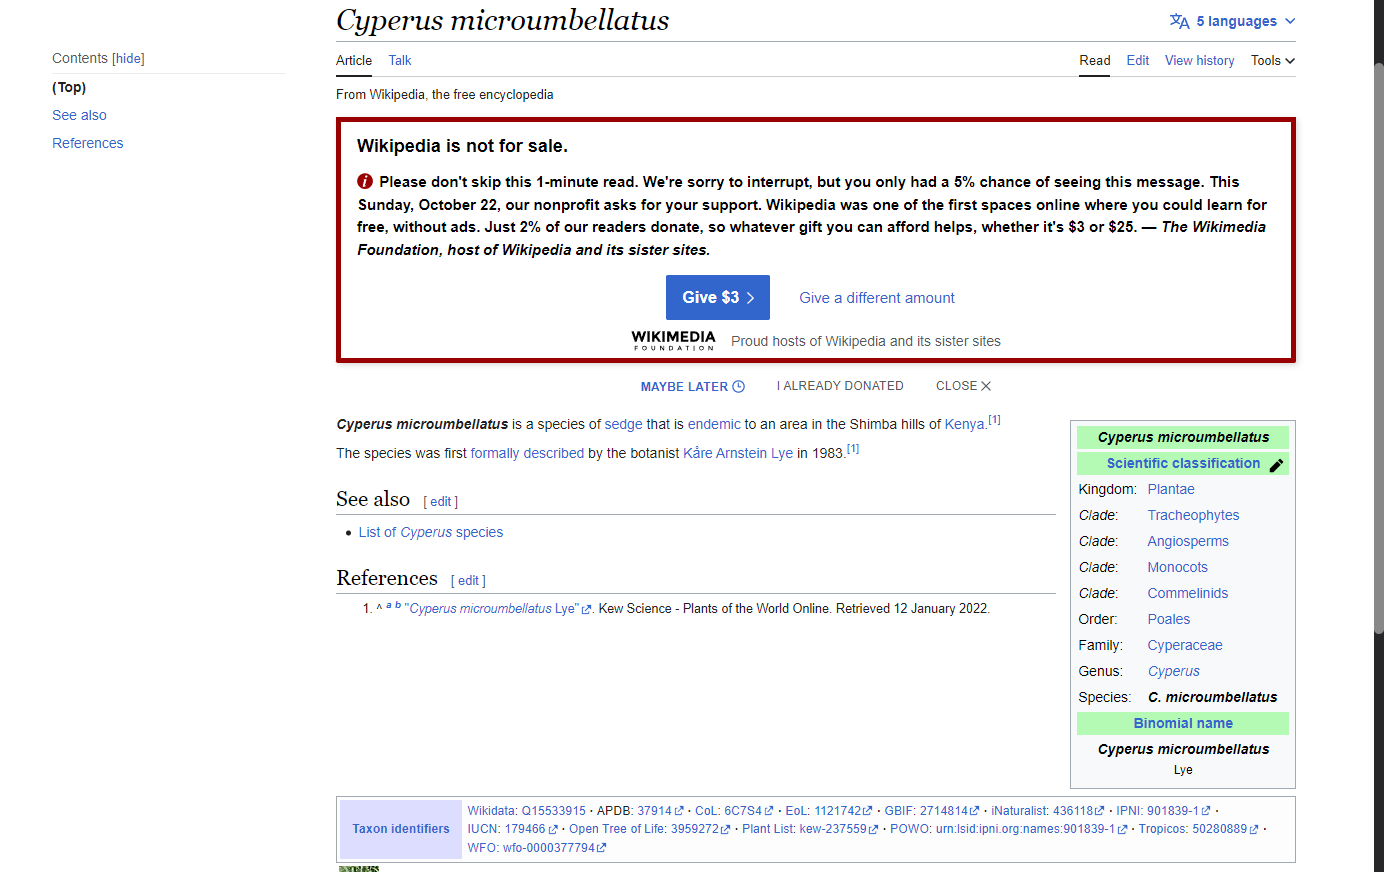 Cyperus microumbellatus
5 languages
Contents [hide]
(Top)
See also
References
Article Talk
Read Edit View history Tools
From Wikipedia, the free encyclopedia
Wikipedia is not for sale.
Please don't skip this 1-minute read. We're sorry to interrupt, but you only had a 5% chance of seeing this message. This
Sunday, October 22, our nonprofit asks for your support. Wikipedia was one of the first spaces online where you could learn for
free, without ads. Just 2% of our readers donate, so whatever gift you can afford helps, whether it's $3 or $25. — The Wikimedia
Foundation, host of Wikipedia and its sister sites.
Give $3
Give a different amount
WIKIMEDIA
FOUNDATION
Proud hosts of Wikipedia and its sister sites
MAYBE LATER I ALREADY DONATED CLOSE
Cyperus microumbellatus is a species of sedge that is endemic to an area in the Shimba hills of Kenya.[1]
The species was first formally described by the botanist Kåre Arnstein Lye in 1983.[1]
See also [ edit ]
• List of Cyperus species
References [ edit ]
1. ^ a b "Cyperus microumbellatus Lye". Kew Science - Plants of the World Online. Retrieved 12 January 2022.
Cyperus microumbellatus
Scientific classification
Kingdom: Plantae
Clade: Tracheophytes
Clade: Angiosperms
Clade: Monocots
Clade: Commelinids
Order: Poales
Family: Cyperaceae
Genus: Cyperus
Species: C. microumbellatus
Binomial name
Cyperus microumbellatus
Lye
Taxon identifiers
Wikidata: Q15533915 · APDB: 37914 · CoL: 6C7S4 · EoL: 1121742 · GBIF: 2714814 · iNaturalist: 436118 · IPNI: 901839-1 ·
IUCN: 179466 · Open Tree of Life: 3959272 · Plant List: kew-237559 · POWO: urn:lsid:ipni.org:names:901839-1 · Tropicos: 50280889 ·
WFO: wfo-0000377794